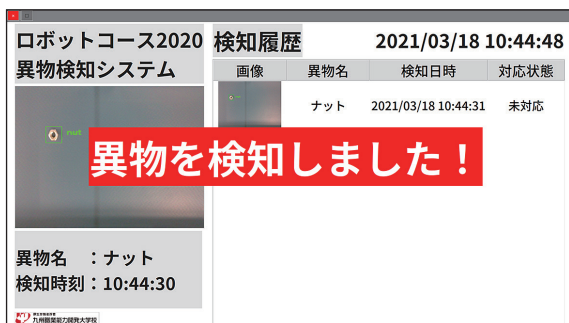 ロボットコース2020
異物検知システム
nut
異物名 ：ナット
検知時刻：10:44:30
九州職業能力開発大学校
検知履歴
2021/03/18 10:44:48
画像 異物名 検知日時 対応状態
ナット 2021/03/18 10:44:31 未対応
異物を検知しました！